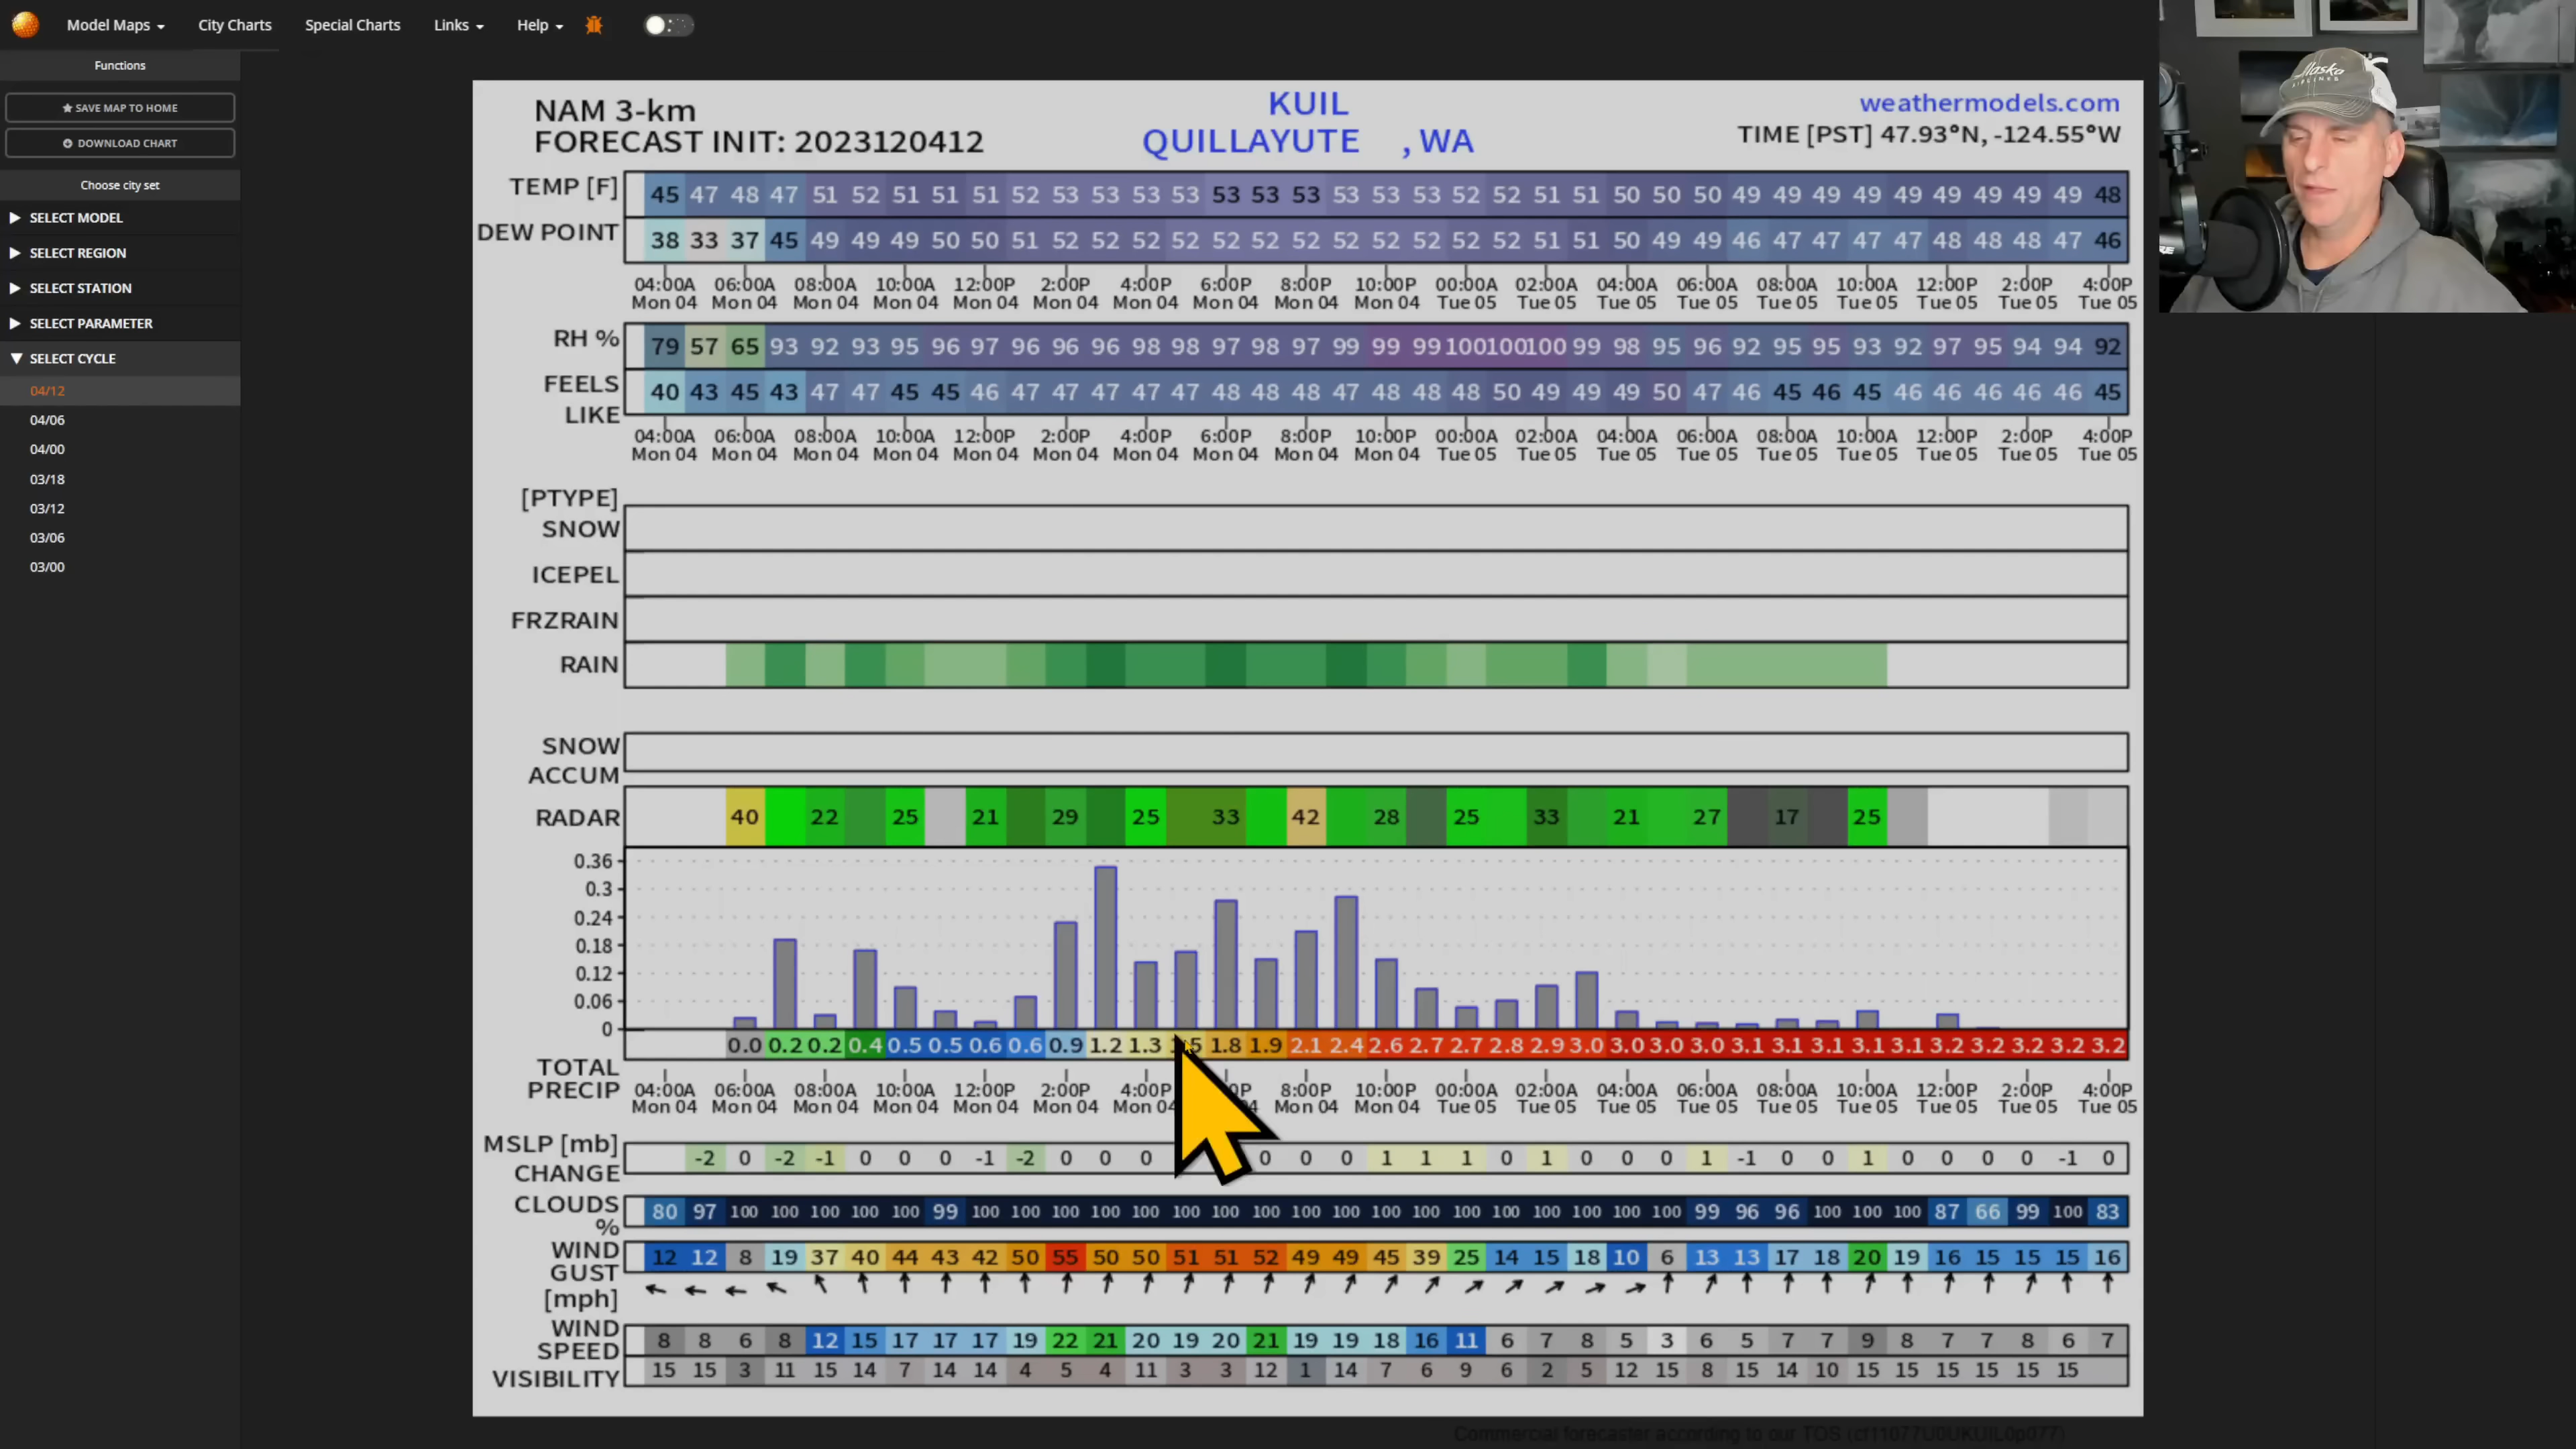 Model Maps City Charts Special Charts Links Help
Functions
SAVE MAP TO HOME
DOWNLOAD CHART
Choose city set
SELECT MODEL
SELECT REGION
SELECT STATION
SELECT PARAMETER
SELECT CYCLE
04/12
04/06
04/00
03/18
03/12
03/06
03/00
NAM 3-km
FORECAST INIT: 2023120412
KUIL
QUILLAYUTE , WA
weathermodels.com
TIME [PST] 47.93°N, -124.55°W
Alaska
AIRLINES
TEMP [F] 45 47 48 47 51 52 51 51 51 52 53 53 53 53 53 53 53 53 53 53 52 52 51 51 50 50 50 49 49 49 49 49 49 49 49 49 48
DEW POINT 38 33 37 45 49 49 49 50 50 51 52 52 52 52 52 52 52 52 52 52 52 52 51 51 50 49 49 46 47 47 47 47 48 48 48 47 46
04:00A 06:00A 08:00A 10:00A 12:00P 2:00P 4:00P 6:00P 8:00P 10:00P 00:00A 02:00A 04:00A 06:00A 08:00A 10:00A 12:00P 2:00P 4:00P
Mon 04 Mon 04 Mon 04 Mon 04 Mon 04 Mon 04 Mon 04 Mon 04 Mon 04 Mon 04 Tue 05 Tue 05 Tue 05 Tue 05 Tue 05 Tue 05 Tue 05 Tue 05 Tue 05
RH % 79 57 65 93 92 93 95 96 97 96 96 96 98 98 97 98 97 99 99 99 100 100 100 99 98 95 96 92 95 95 93 92 97 95 94 94 92
FEELS LIKE 40 43 45 43 47 47 45 45 46 47 47 47 47 47 48 48 48 47 48 48 48 50 49 49 49 50 47 46 45 46 45 46 46 46 46 46 45
04:00A 06:00A 08:00A 10:00A 12:00P 2:00P 4:00P 6:00P 8:00P 10:00P 00:00A 02:00A 04:00A 06:00A 08:00A 10:00A 12:00P 2:00P 4:00P
Mon 04 Mon 04 Mon 04 Mon 04 Mon 04 Mon 04 Mon 04 Mon 04 Mon 04 Mon 04 Tue 05 Tue 05 Tue 05 Tue 05 Tue 05 Tue 05 Tue 05 Tue 05 Tue 05
[PTYPE]
SNOW
ICEPEL
FRZRAIN
RAIN
SNOW
ACCUM
RADAR 40 22 25 21 29 25 33 42 28 25 33 21 27 17 25
0.36
0.3
0.24
0.18
0.12
0.06
0
0.0 0.2 0.2 0.4 0.5 0.5 0.6 0.6 0.9 1.2 1.3 1.8 1.9 2.1 2.4 2.6 2.7 2.7 2.8 2.9 3.0 3.0 3.0 3.0 3.1 3.1 3.1 3.1 3.1 3.2 3.2 3.2 3.2 3.2
TOTAL
PRECIP
04:00A 06:00A 08:00A 10:00A 12:00P 2:00P 4:00P 8:00P 10:00P 00:00A 02:00A 04:00A 06:00A 08:00A 10:00A 12:00P 2:00P 4:00P
Mon 04 Mon 04 Mon 04 Mon 04 Mon 04 Mon 04 Mon 04 Mon 04 Mon 04 Tue 05 Tue 05 Tue 05 Tue 05 Tue 05 Tue 05 Tue 05 Tue 05 Tue 05
MSLP [mb]
CHANGE
-2 0 -2 -1 0 0 0 -1 -2 0 0 0 0 0 0 1 1 1 0 1 0 0 0 1 -1 0 0 1 0 0 0 0 -1 0
CLOUDS
%
80 97 100 100 100 100 100 99 100 100 100 100 100 100 100 100 100 100 100 100 100 100 100 100 100 100 99 96 96 100 100 100 87 66 99 100 83
WIND
GUST
[mph]
12 12 8 19 37 40 44 43 42 50 55 50 50 51 51 52 49 49 45 39 25 14 15 18 10 6 13 13 17 18 20 19 16 15 15 15 16
WIND
SPEED
8 8 6 8 12 15 17 17 17 19 22 21 20 19 20 21 19 19 18 16 11 6 7 8 5 3 6 5 7 7 9 8 7 7 8 6 7
VISIBILITY 15 15 3 11 15 14 7 14 14 4 5 4 11 3 3 12 1 14 7 6 9 6 2 5 12 15 8 15 14 10 15 15 15 15 15 15
Commercial forecaster according to our TOS